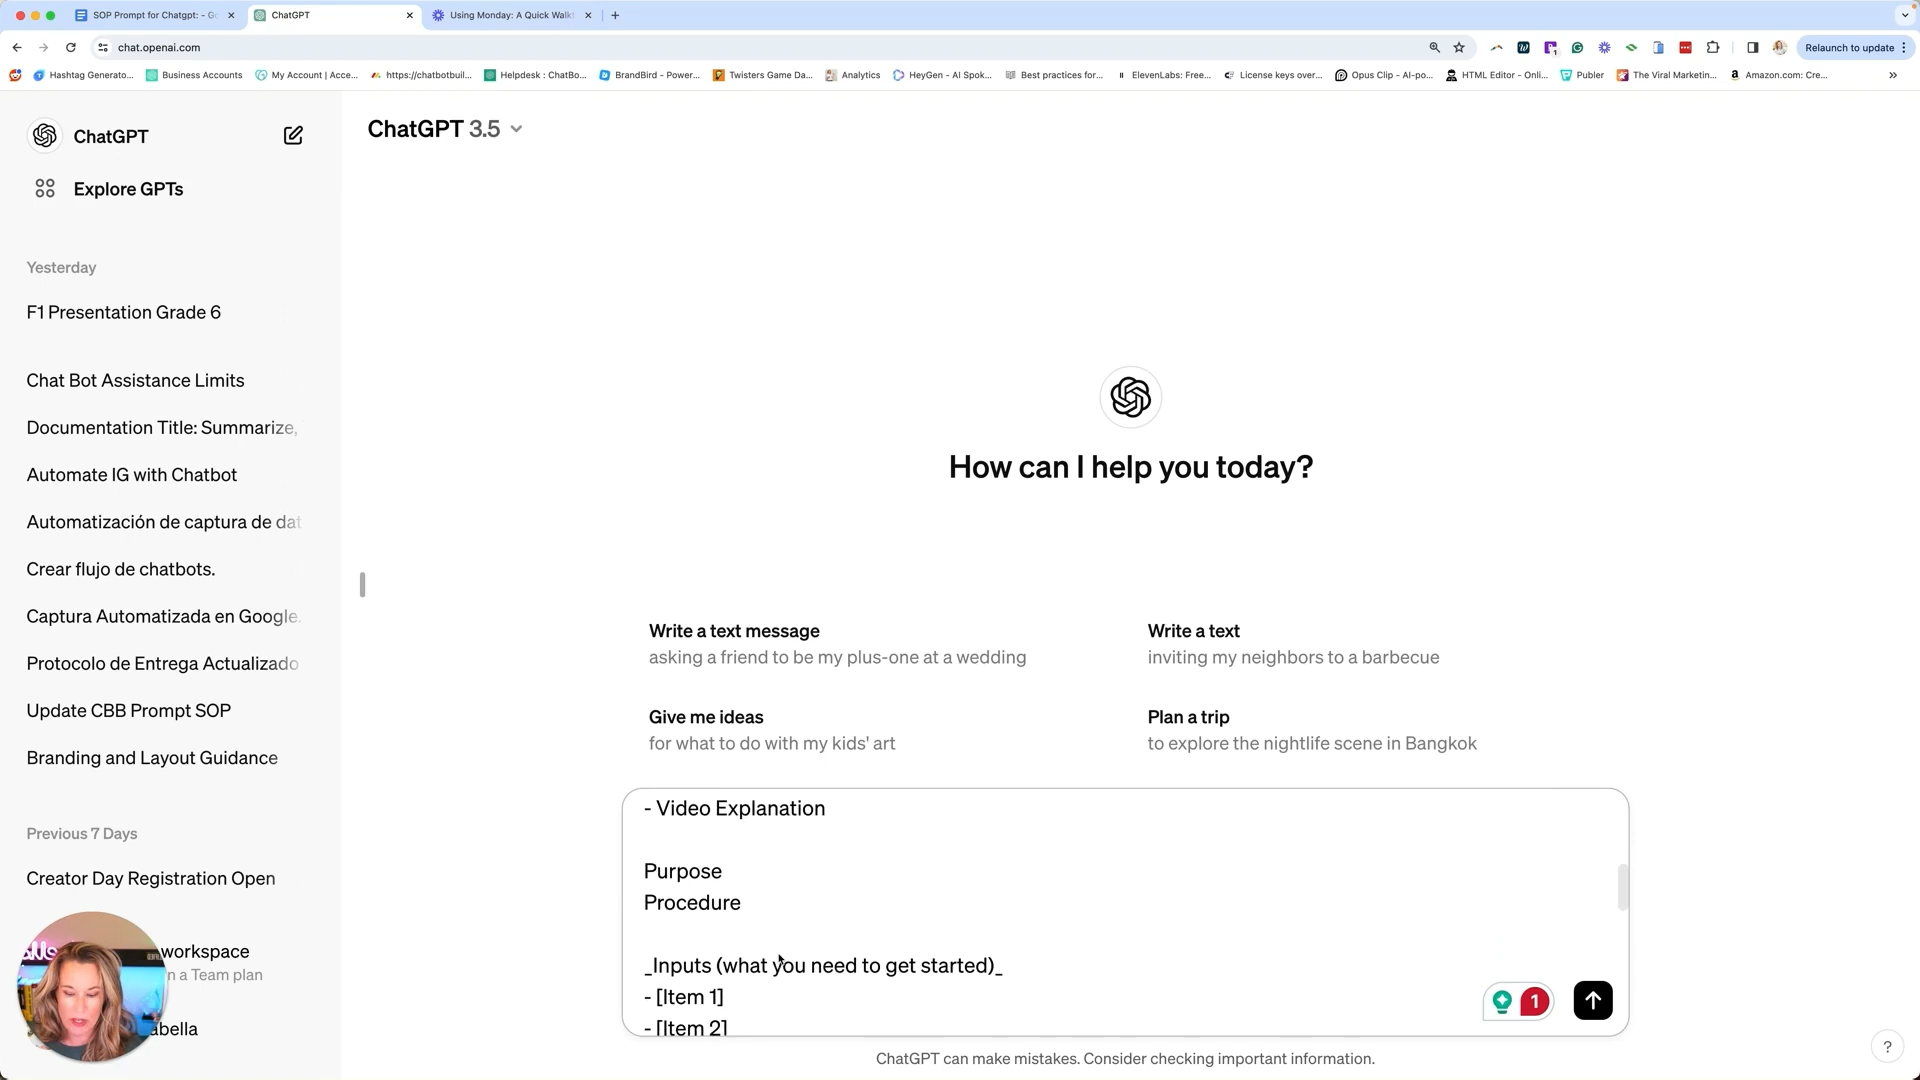 SOP Prompt for Chatgpt: - Go
ChatGPT
Using Monday: A Quick Walkt
chat.openai.com
Relaunch to update
Hashtag Generato...
Business Accounts
My Account | Acce...
https://chatbotbuil...
Helpdesk : ChatBo...
BrandBird - Power...
Twisters Game Da...
Analytics
HeyGen - AI Spok...
Best practices for...
ElevenLabs: Free...
License keys over...
Opus Clip - AI-po...
HTML Editor - Onli...
Publer
The Viral Marketin...
Amazon.com: Cre...
ChatGPT
Explore GPTs
Yesterday
F1 Presentation Grade 6
Chat Bot Assistance Limits
Documentation Title: Summarize,
Automate IG with Chatbot
Automatización de captura de dat
Crear flujo de chatbots.
Captura Automatizada en Google.
Protocolo de Entrega Actualizado
Update CBB Prompt SOP
Branding and Layout Guidance
Previous 7 Days
Creator Day Registration Open
workspace
n a Team plan
abella
ChatGPT 3.5
How can I help you today?
Write a text message
asking a friend to be my plus-one at a wedding
Write a text
inviting my neighbors to a barbecue
Give me ideas
for what to do with my kids' art
Plan a trip
to explore the nightlife scene in Bangkok
- Video Explanation
Purpose
Procedure
_Inputs (what you need to get started)_
- [Item 1]
- [Item 2]
1
ChatGPT can make mistakes. Consider checking important information.
?